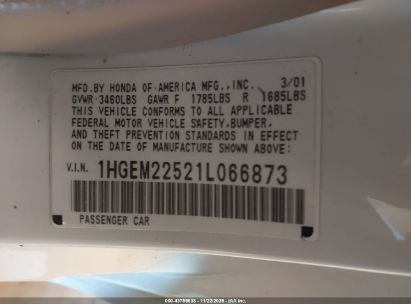 MFD. BY HONDA OF AMERICA MFG., INC. 3/01
GVWR 3460LBS GAWR F 1785LBS R 1685LBS
THIS VEHICLE CONFORMS TO ALL APPLICABLE
FEDERAL MOTOR VEHICLE SAFETY, BUMPER,
AND THEFT PREVENTION STANDARDS IN EFFECT
ON THE DATE OF MANUFACTURE SHOWN ABOVE:
V.I.N. 1HGEM22521L066873
PASSENGER CAR